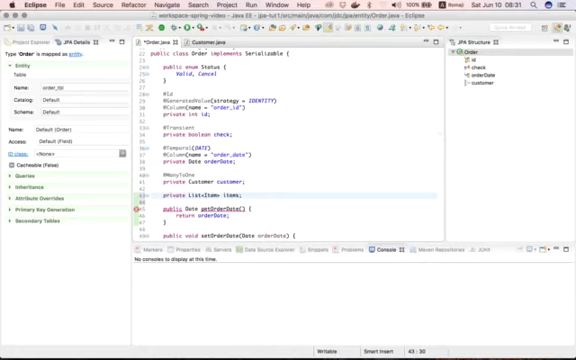 Eclipse File Edit Source Refactor Navigate Search Project Run Window Help
100% Sat Jun 10 08:31
workspace-spring-video - Java EE - jpa-tut1/src/main/java/com/jdc/jpa/entity/Order.java - Eclipse
Project Explorer JPA Details
Type 'Order' is mapped as entity.
Entity
Table
Name: order_tbl
Catalog: Default
Schema: Default
Name: Default (Order)
Access: Default (Field)
ID class: <None>
Cacheable (False)
Queries
Inheritance
Attribute Overrides
Primary Key Generation
Secondary Tables
*Order.java Customer.java
public class Order implements Serializable {
public enum Status {
Valid, Cancel
}
@Id
@GeneratedValue(strategy = IDENTITY)
@Column(name = "order_id")
private int id;
@Transient
private boolean check;
@Temporal(DATE)
@Column(name = "order_date")
private Date orderDate;
@ManyToOne
private Customer customer;
private List<Item> items;
public Date getOrderDate() {
return orderDate;
}
public void setOrderDate(Date orderDate) {
JPA Structure
Order
id
check
orderDate
customer
Markers Properties Servers Data Source Explorer Snippets Problems Console Maven Repositories JUnit
No consoles to display at this time.
Writable Smart Insert 43 : 30